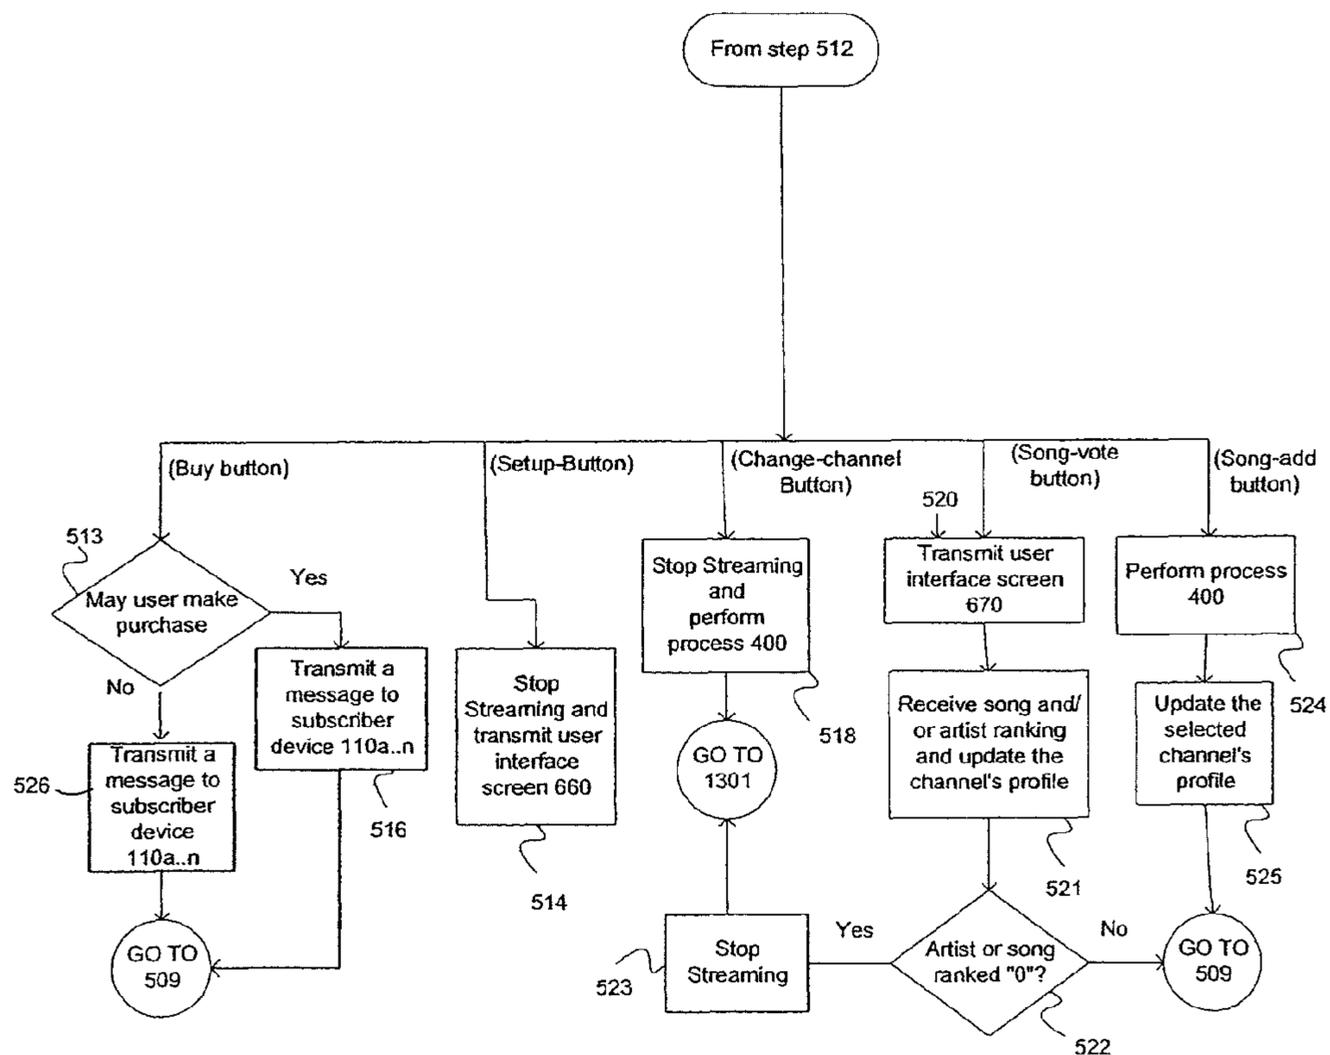 From step 512
(Buy button)
(Setup-Button)
(Change-channel
Button)
(Song-vote
button)
(Song-add
button)
513
May user make
purchase
Yes
No
Transmit a
message to
subscriber
device 110a..n
516
526
Transmit a
message to
subscriber
device
110a..n
GO TO
509
Stop
Streaming and
transmit user
interface
screen 660
514
Stop Streaming
and
perform
process 400
518
GO TO
1301
Stop
Streaming
523
520
Transmit user
interface screen
670
Receive song and/
or artist ranking
and update the
channel's profile
521
Yes
Artist or song
ranked "0"?
522
No
Perform process
400
524
Update the
selected
channel's
profile
525
GO TO
509